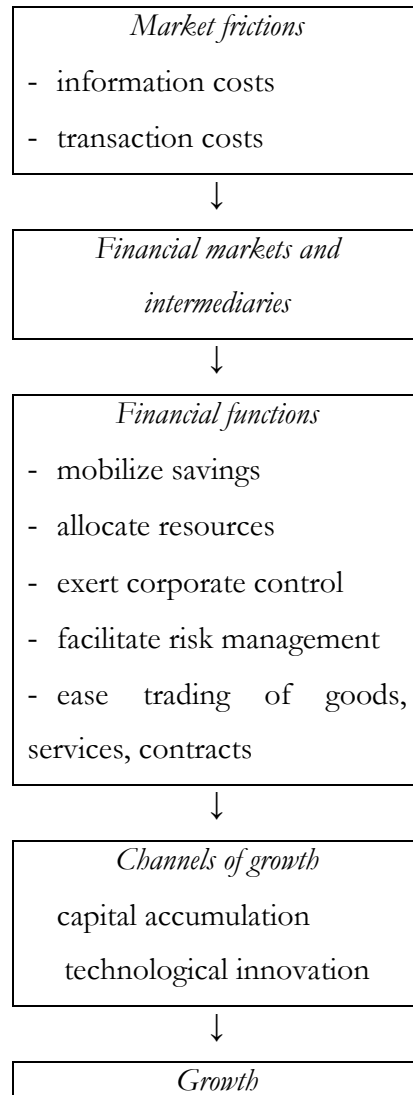 Market frictions
- information costs
- transaction costs
↓
Financial markets and
intermediaries
↓
Financial functions
- mobilize savings
- allocate resources
- exert corporate control
- facilitate risk management
- ease trading of goods,
services, contracts
↓
Channels of growth
capital accumulation
technological innovation
↓
Growth